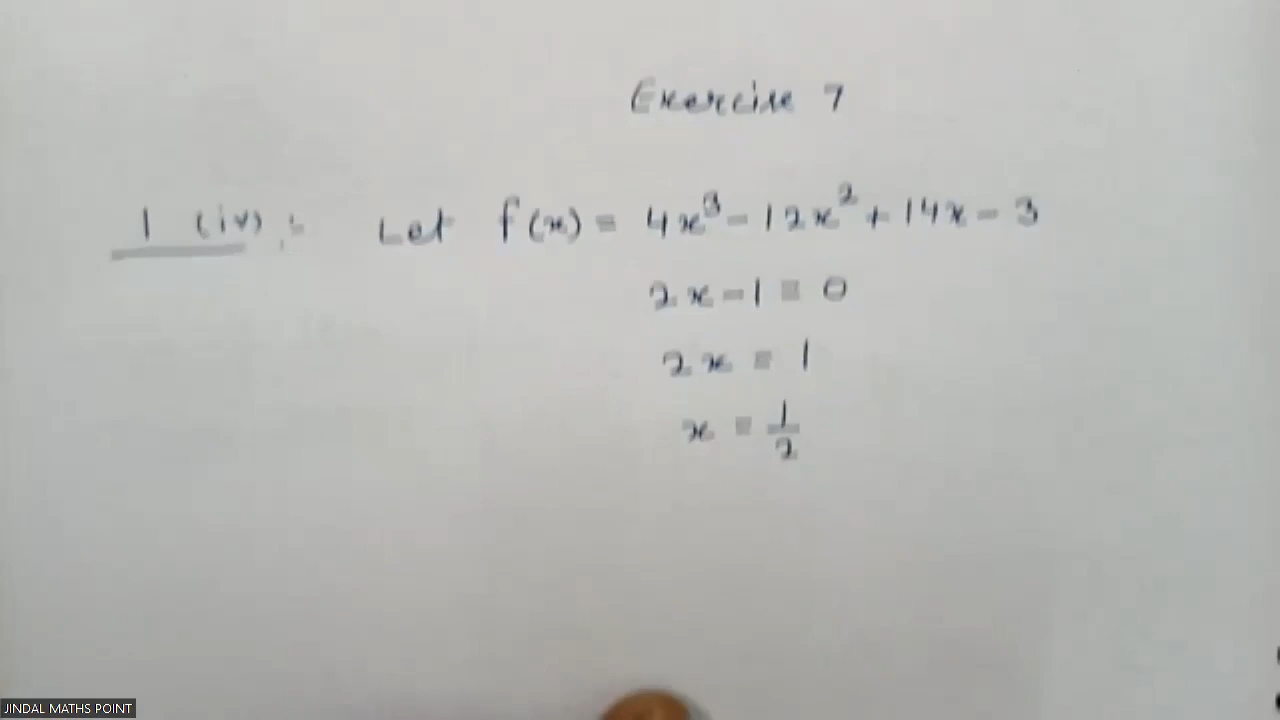 Exercise 7
1 (iv) :- Let f(x) = 4x³ - 12x² + 14x - 3
2x - 1 = 0
2x = 1
x = 1/2
JINDAL MATHS POINT